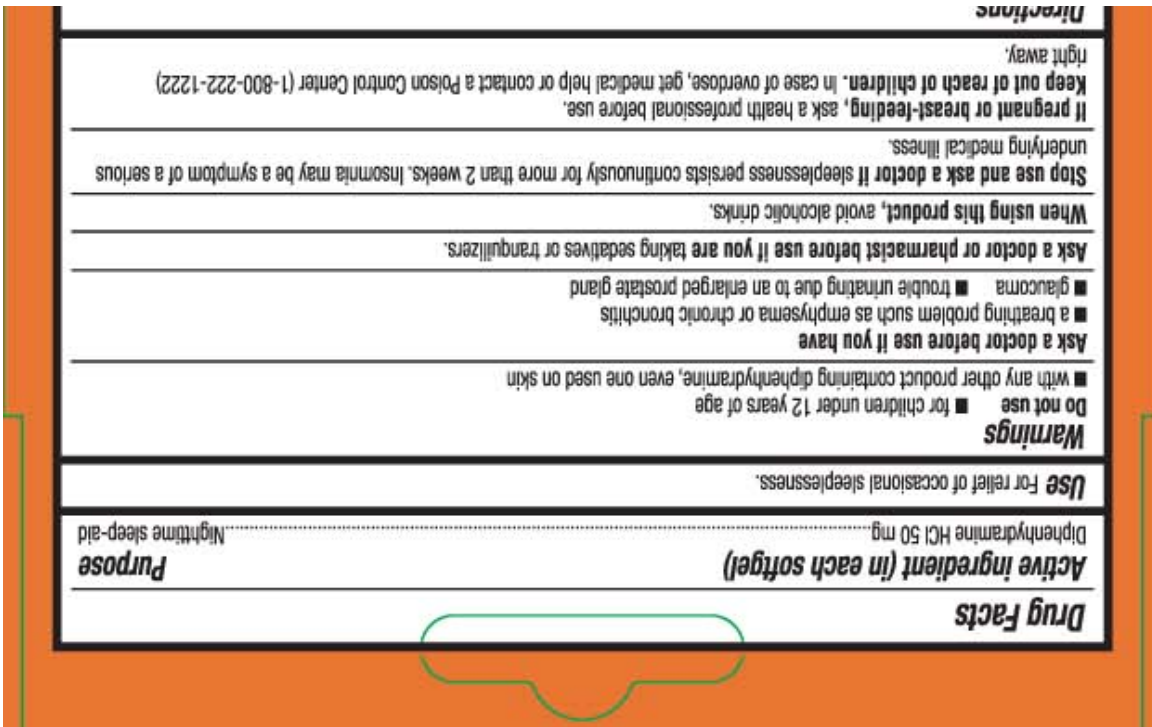 Drug Facts
Active ingredient (in each softgel) Purpose
Diphenhydramine HCl 50 mg........................................................................................................................Nighttime sleep-aid
Use For relief of occasional sleeplessness.
Warnings
Do not use ■ for children under 12 years of age
■ with any other product containing diphenhydramine, even one used on skin
Ask a doctor before use if you have
■ a breathing problem such as emphysema or chronic bronchitis
■ glaucoma ■ trouble urinating due to an enlarged prostate gland
Ask a doctor or pharmacist before use if you are taking sedatives or tranquilizers.
When using this product, avoid alcoholic drinks.
Stop use and ask a doctor if sleeplessness persists continuously for more than 2 weeks. Insomnia may be a symptom of a serious
underlying medical illness.
If pregnant or breast-feeding, ask a health professional before use.
Keep out of reach of children. In case of overdose, get medical help or contact a Poison Control Center (1-800-222-1222)
right away.
Directions